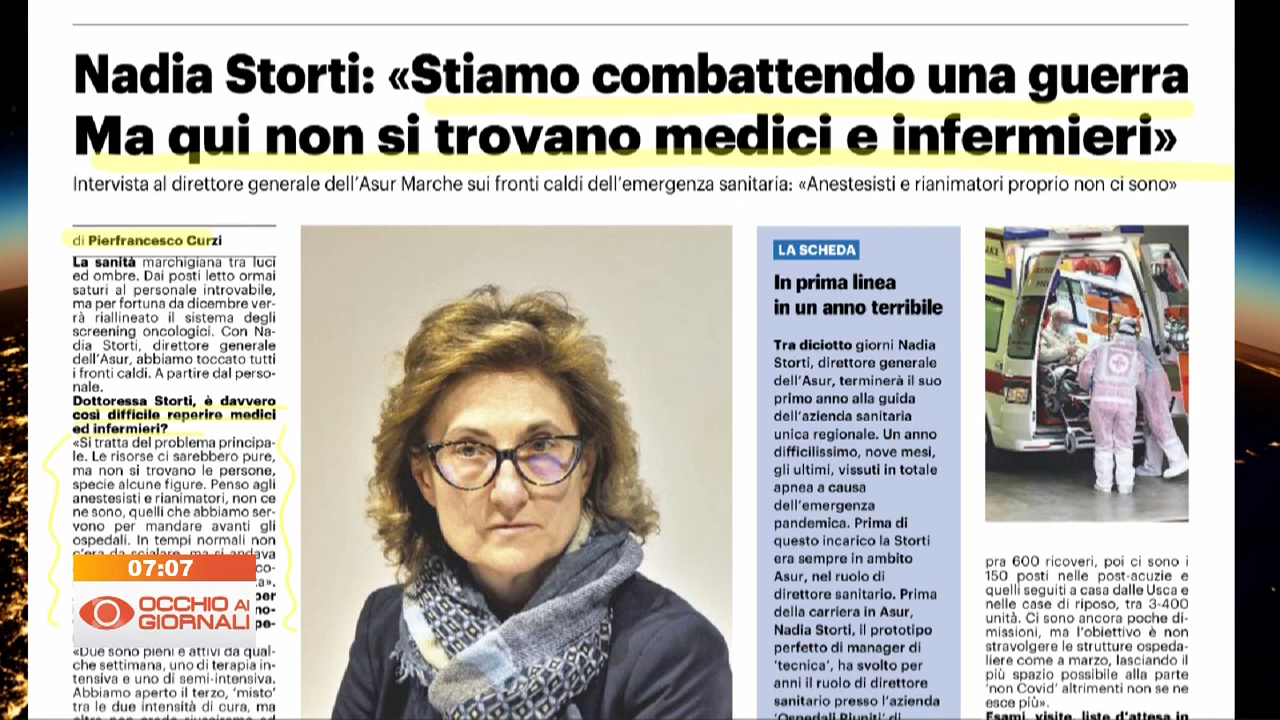 Nadia Storti: «Stiamo combattendo una guerra
Ma qui non si trovano medici e infermieri»
Intervista al direttore generale dell'Asur Marche sui fronti caldi dell'emergenza sanitaria: «Anestesisti e rianimatori proprio non ci sono»
di Pierfrancesco Curzi
La sanità marchigiana tra luci
ed ombre. Dai posti letto ormai
saturi al personale introvabile,
ma per fortuna da dicembre ver-
rà riallineato il sistema degli
screening oncologici. Con Na-
dia Storti, direttore generale
dell'Asur, abbiamo toccato tutti
i fronti caldi. A partire dal perso-
nale.
Dottoressa Storti, è davvero
così difficile reperire medici
ed infermieri?
«Si tratta del problema principa-
le. Le risorse ci sarebbero pure,
ma non si trovano le persone,
specie alcune figure. Penso agli
anestesisti e rianimatori, non ce
ne sono, quelli che abbiamo ser-
vono per mandare avanti gli
ospedali. In tempi normali non
07:07
OCCHIO AI
GIORNALI
«Due sono pieni e attivi da qual-
che settimana, uno di terapia in-
tensiva e uno di semi-intensiva.
Abbiamo aperto il terzo, 'misto'
tra le due intensità di cura, ma
LA SCHEDA
In prima linea
in un anno terribile
Tra diciotto giorni Nadia
Storti, direttore generale
dell'Asur, terminerà il suo
primo anno alla guida
dell'azienda sanitaria
unica regionale. Un anno
difficilissimo, nove mesi,
gli ultimi, vissuti in totale
apnea a causa
dell'emergenza
pandemica. Prima di
questo incarico la Storti
era sempre in ambito
Asur, nel ruolo di
direttore sanitario. Prima
della carriera in Asur,
Nadia Storti, il prototipo
perfetto di manager di
'tecnica', ha svolto per
anni il ruolo di direttore
sanitario presso l'azienda
'Ospedali Riuniti' di
pra 600 ricoveri, poi ci sono i
150 posti nelle post-acuzie e
quelli seguiti a casa dalle Usca e
nelle case di riposo, tra 3-400
unità. Ci sono ancora poche di-
missioni, ma l'obiettivo è non
stravolgere le strutture ospeda-
liere come a marzo, lasciando il
più spazio possibile alla parte
'non Covid' altrimenti non se ne
esce più».
Esami, visite, liste d'attesa in